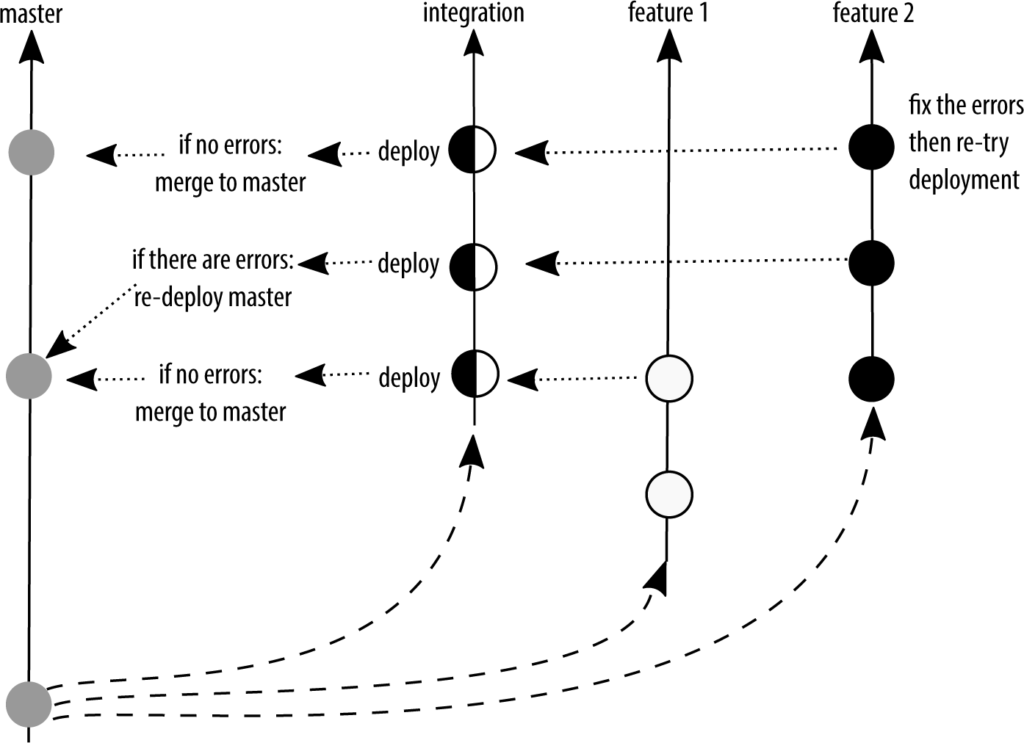 master
integration
feature 1
feature 2
fix the errors
then re-try
deployment
if no errors:
merge to master
deploy
if there are errors:
re-deploy master
deploy
if no errors:
merge to master
deploy